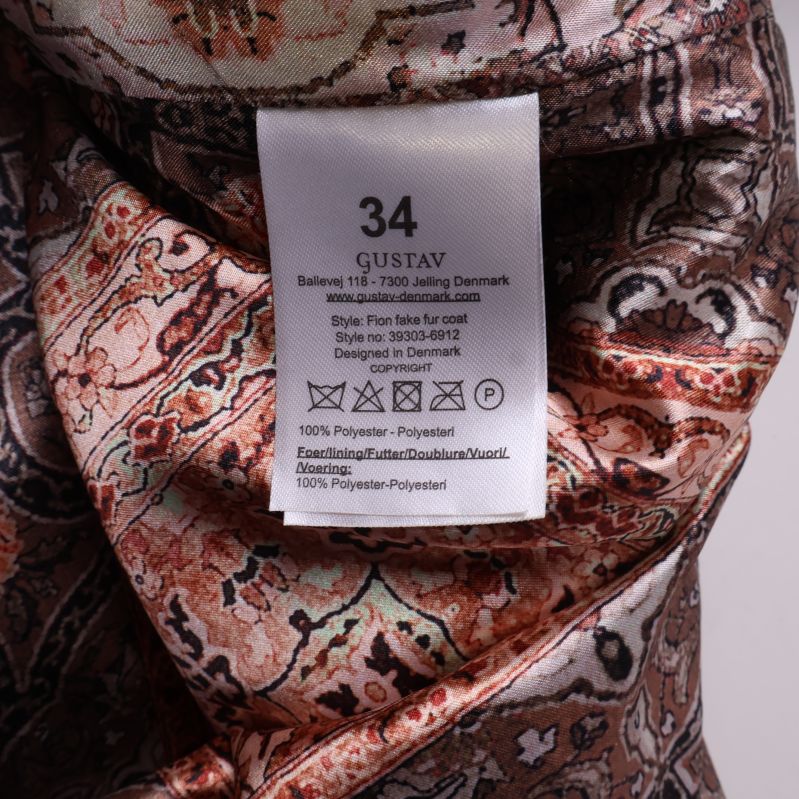 34
GUSTAV
Ballevej 118 - 7300 Jelling Denmark
www.gustav-denmark.com
Style: Fion fake fur coat
Style no: 39303-6912
Designed in Denmark
COPYRIGHT
P
100% Polyester - Polyesteri
Foer/lining/Futter/Doublure/Vuori/
/Voering:
100% Polyester-Polyesteri